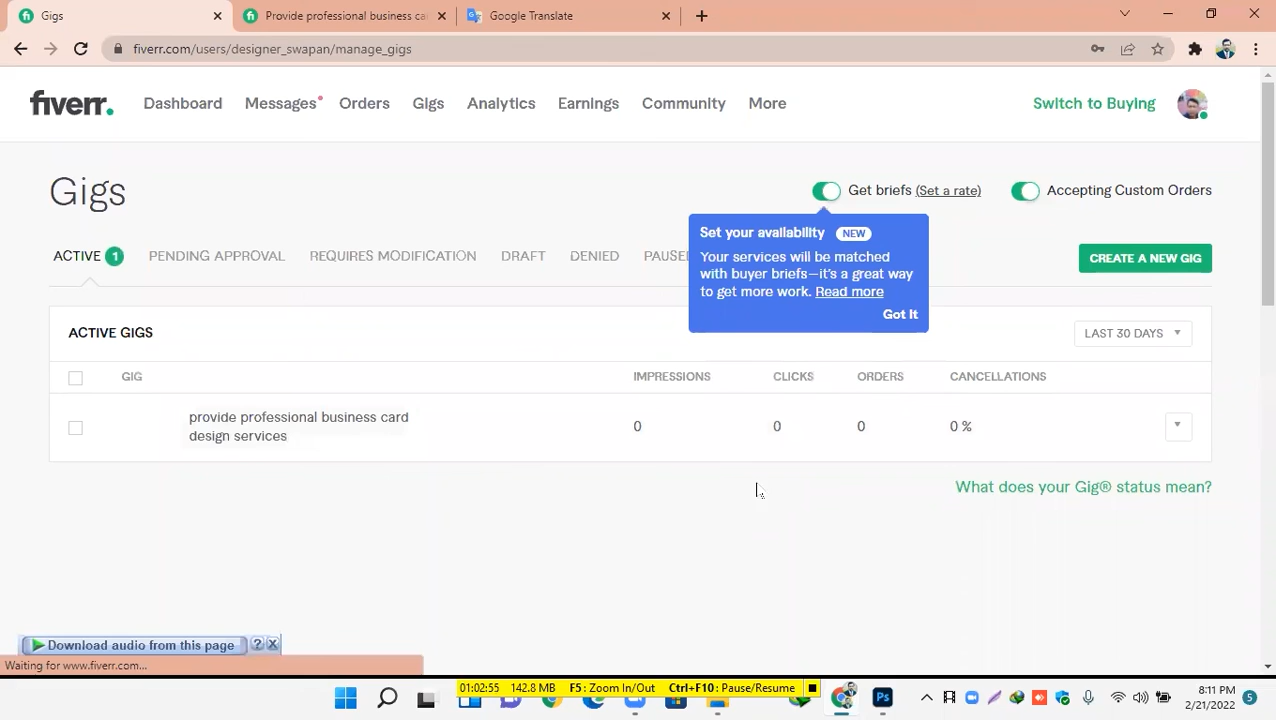 Gigs
Provide professional business ca
Google Translate
fiverr.com/users/designer_swapan/manage_gigs
fiverr.
Dashboard
Messages
Orders
Gigs
Analytics
Earnings
Community
More
Switch to Buying
Gigs
Get briefs (Set a rate)
Accepting Custom Orders
Set your availability NEW
Your services will be matched
with buyer briefs—it's a great way
to get more work. Read more
Got It
ACTIVE 1
PENDING APPROVAL
REQUIRES MODIFICATION
DRAFT
DENIED
PAUSE
CREATE A NEW GIG
ACTIVE GIGS
LAST 30 DAYS
GIG
IMPRESSIONS
CLICKS
ORDERS
CANCELLATIONS
provide professional business card
design services
0
0
0
0 %
What does your Gig® status mean?
Download audio from this page
?
Waiting for www.fiverr.com...
01:02:55 142.8 MB F5: Zoom In/Out Ctrl+F10: Pause/Resume
Ps
8:11 PM
2/21/2022
5